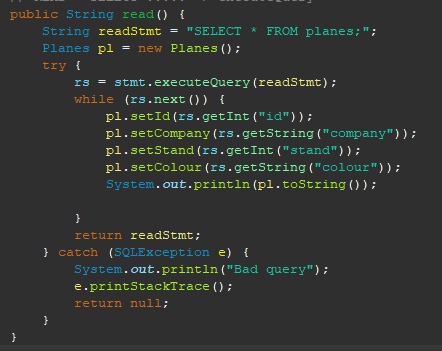 public String read() {
    String readStmt = "SELECT * FROM planes;";
    Planes pl = new Planes();
    try {
        rs = stmt.executeQuery(readStmt);
        while (rs.next()) {
            pl.setId(rs.getInt("id"));
            pl.setCompany(rs.getString("company"));
            pl.setStand(rs.getInt("stand"));
            pl.setColour(rs.getString("colour"));
            System.out.println(pl.toString());

        }
        return readStmt;
    } catch (SQLException e) {
        System.out.println("Bad query");
        e.printStackTrace();
        return null;
    }
}